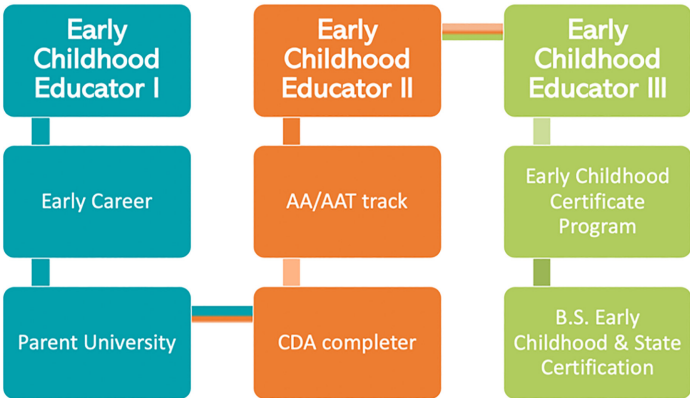 Early
Childhood
Educator I
Early Career
Parent University
Early
Childhood
Educator II
AA/AAT track
CDA completer
Early
Childhood
Educator III
Early Childhood
Certificate
Program
B.S. Early
Childhood & State
Certification